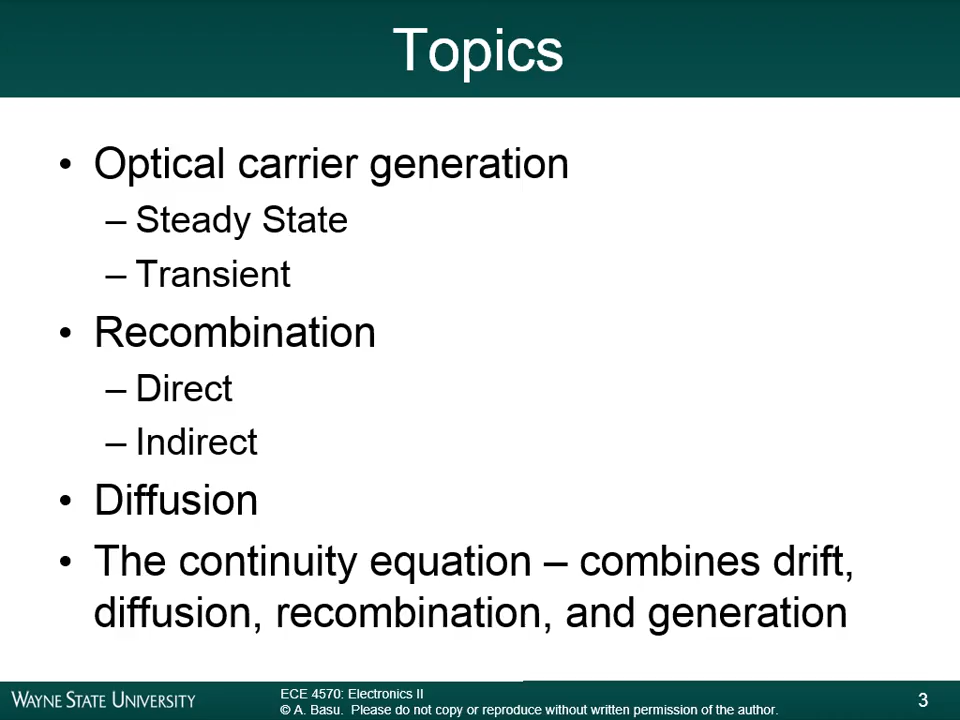 Topics
• Optical carrier generation
– Steady State
– Transient
• Recombination
– Direct
– Indirect
• Diffusion
• The continuity equation – combines drift,
diffusion, recombination, and generation
WAYNE STATE UNIVERSITY
ECE 4570: Electronics II
© A. Basu. Please do not copy or reproduce without written permission of the author.
3